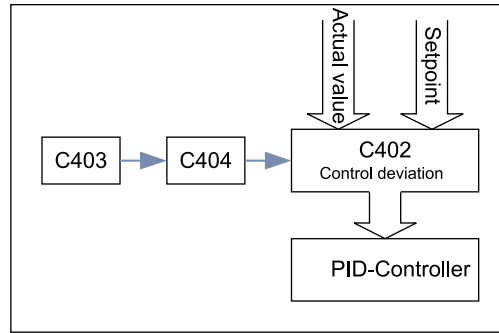 Actual value
Setpoint
C403
C404
C402
Control deviation
PID-Controller